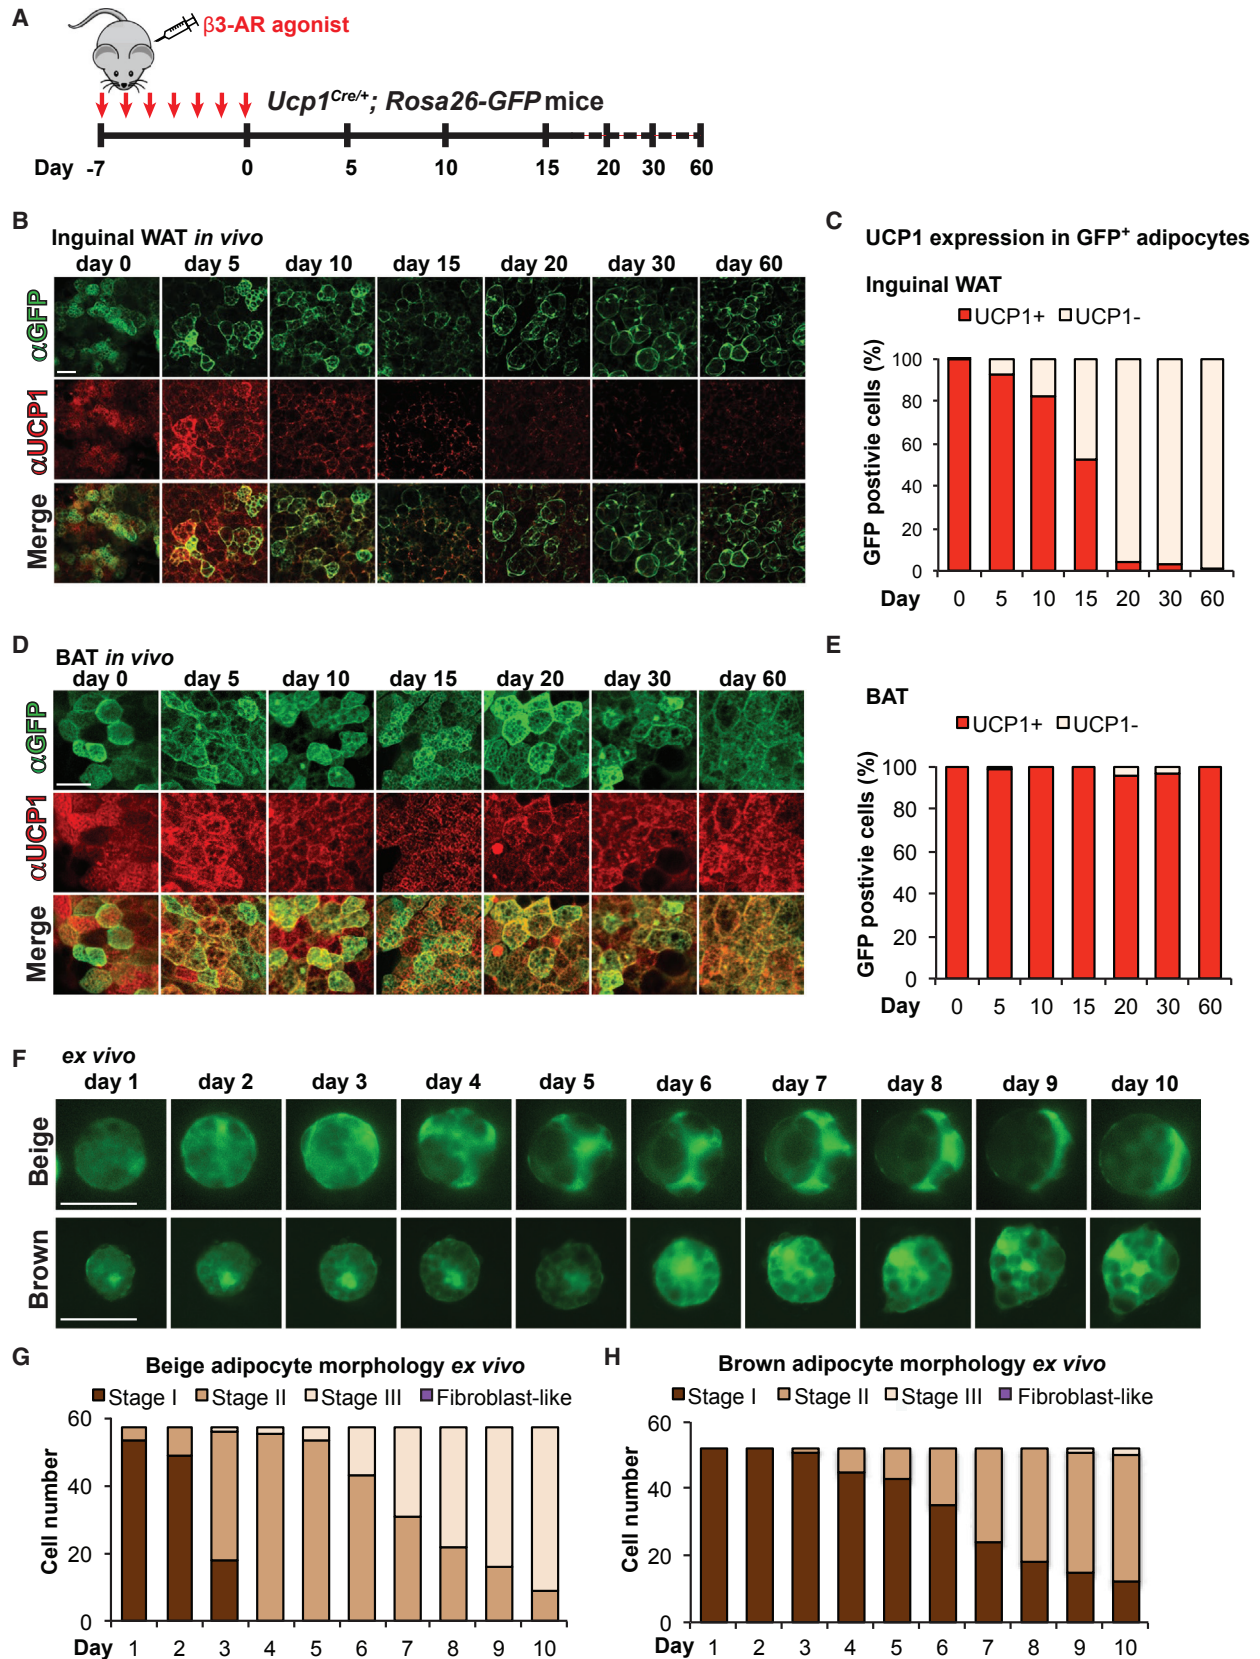 A
β3-AR agonist
Ucp1Cre/+; Rosa26-GFP mice
Day -7 0 5 10 15 20 30 60
B
Inguinal WAT in vivo
day 0 day 5 day 10 day 15 day 20 day 30 day 60
αGFP
αUCP1
Merge
C
UCP1 expression in GFP+ adipocytes
Inguinal WAT
UCP1+ UCP1-
GFP postivie cells (%)
100
80
60
40
20
0
Day 0 5 10 15 20 30 60
D
BAT in vivo
day 0 day 5 day 10 day 15 day 20 day 30 day 60
αGFP
αUCP1
Merge
E
BAT
UCP1+ UCP1-
GFP postivie cells (%)
100
80
60
40
20
0
Day 0 5 10 15 20 30 60
F
ex vivo
day 1 day 2 day 3 day 4 day 5 day 6 day 7 day 8 day 9 day 10
Beige
Brown
G
Beige adipocyte morphology ex vivo
Stage I Stage II Stage III Fibroblast-like
Cell number
60
40
20
0
Day 1 2 3 4 5 6 7 8 9 10
H
Brown adipocyte morphology ex vivo
Stage I Stage II Stage III Fibroblast-like
Cell number
60
40
20
0
Day 1 2 3 4 5 6 7 8 9 10